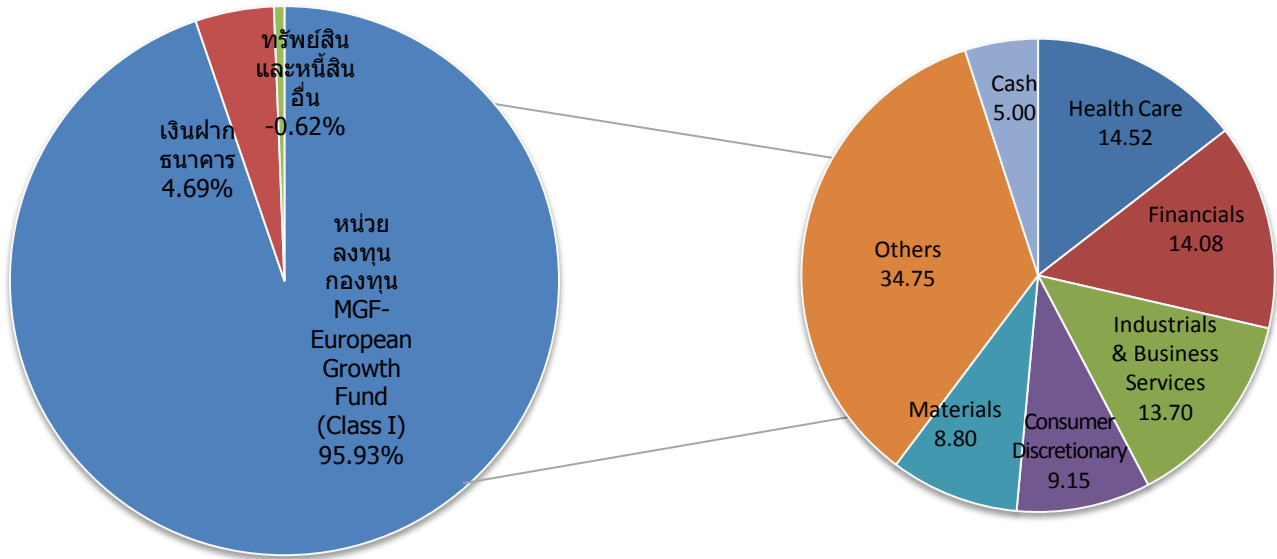 ทรัพย์สิน
และหนี้สิน
อื่น
-0.62%
เงินฝาก
ธนาคาร
4.69%
หน่วย
ลงทุน
กองทุน
MGF-
European
Growth
Fund
(Class I)
95.93%
Cash
5.00
Health Care
14.52
Financials
14.08
Industrials
& Business
Services
13.70
Consumer
Discretionary
9.15
Materials
8.80
Others
34.75